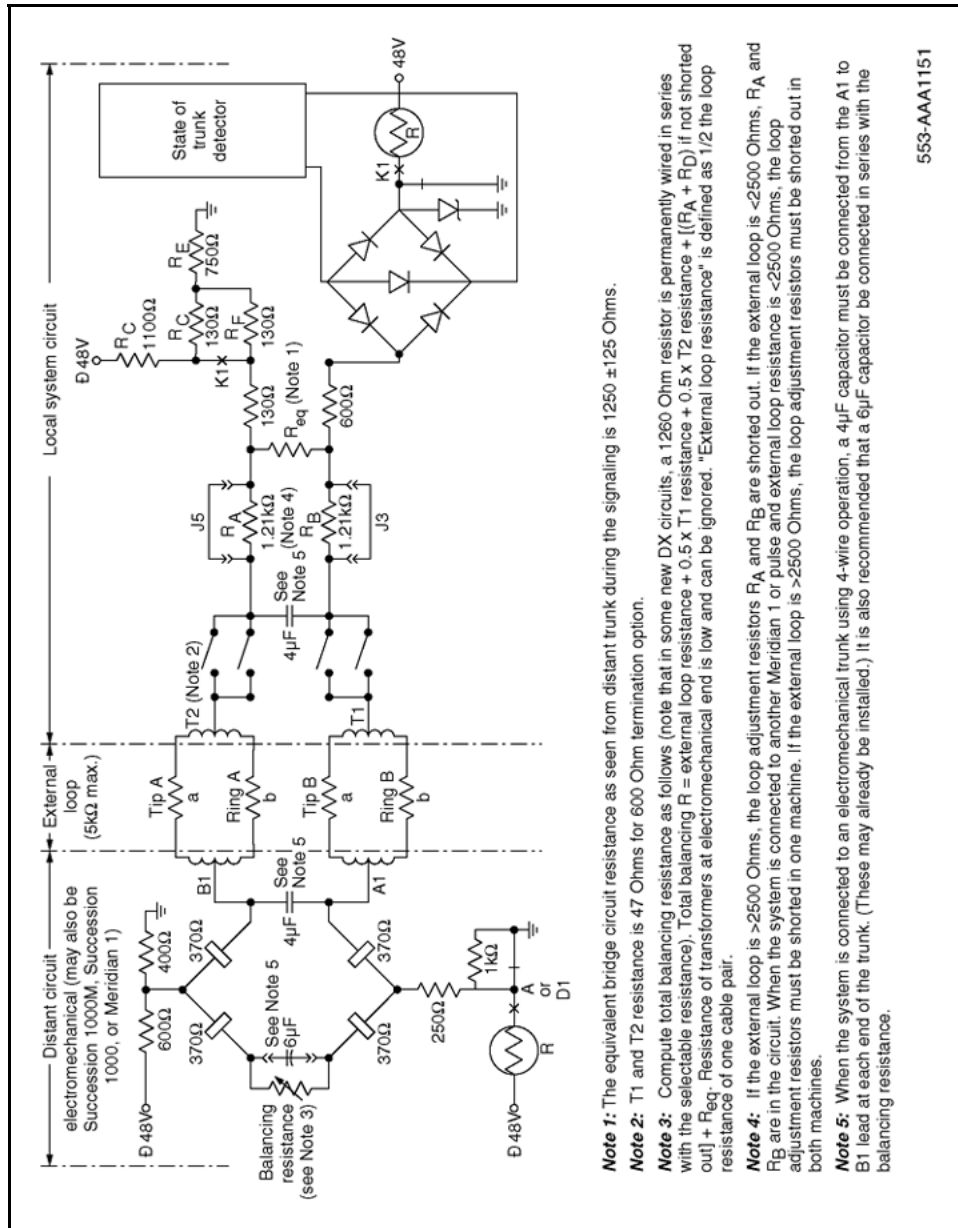 Local system circuit
External
loop
(5kΩ max.)
Distant circuit
electromechanical (may also be
Succession 1000M, Succession
1000, or Meridian 1)
Đ48V
600Ω
400Ω
370Ω
370Ω
370Ω
370Ω
Balancing
resistance
(see Note 3)
See Note 5
6µF
4µF
See
Note 5
B1
A1
250Ω
1kΩ
A
or
D1
R
Đ48V
Tip A
a
Ring A
b
Tip B
a
Ring B
b
T2 (Note 2)
T1
4µF
See
Note 5
J5
RA
1.21kΩ
(Note 4)
RB
1.21kΩ
J3
Req (Note 1)
130Ω
600Ω
K1
Đ48V
RC
1100Ω
RC
130Ω
RF
130Ω
RE
750Ω
State of
trunk
detector
K1
R
48V
Note 1: The equivalent bridge circuit resistance as seen from distant trunk during the signaling is 1250 ±125 Ohms.
Note 2: T1 and T2 resistance is 47 Ohms for 600 Ohm termination option.
Note 3: Compute total balancing resistance as follows (note that in some new DX circuits, a 1260 Ohm resistor is permanently wired in series
with the selectable resistance). Total balancing R = external loop resistance + 0.5 x T1 resistance + 0.5 x T2 resistance + [(RA + RD) if not shorted
out] + Req. Resistance of transformers at electromechanical end is low and can be ignored. "External loop resistance" is defined as 1/2 the loop
resistance of one cable pair.
Note 4: If the external loop is >2500 Ohms, the loop adjustment resistors RA and RB are shorted out. If the external loop is <2500 Ohms, RA and
RB are in the circuit. When the system is connected to another Meridian 1 or pulse and external loop resistance is <2500 Ohms, the loop
adjustment resistors must be shorted in one machine. If the external loop is >2500 Ohms, the loop adjustment resistors must be shorted out in
both machines.
Note 5: When the system is connected to an electromechanical trunk using 4-wire operation, a 4µF capacitor must be connected from the A1 to
B1 lead at each end of the trunk. (These may already be installed.) It is also recommended that a 6µF capacitor be connected in series with the
balancing resistance.
553-AAA1151